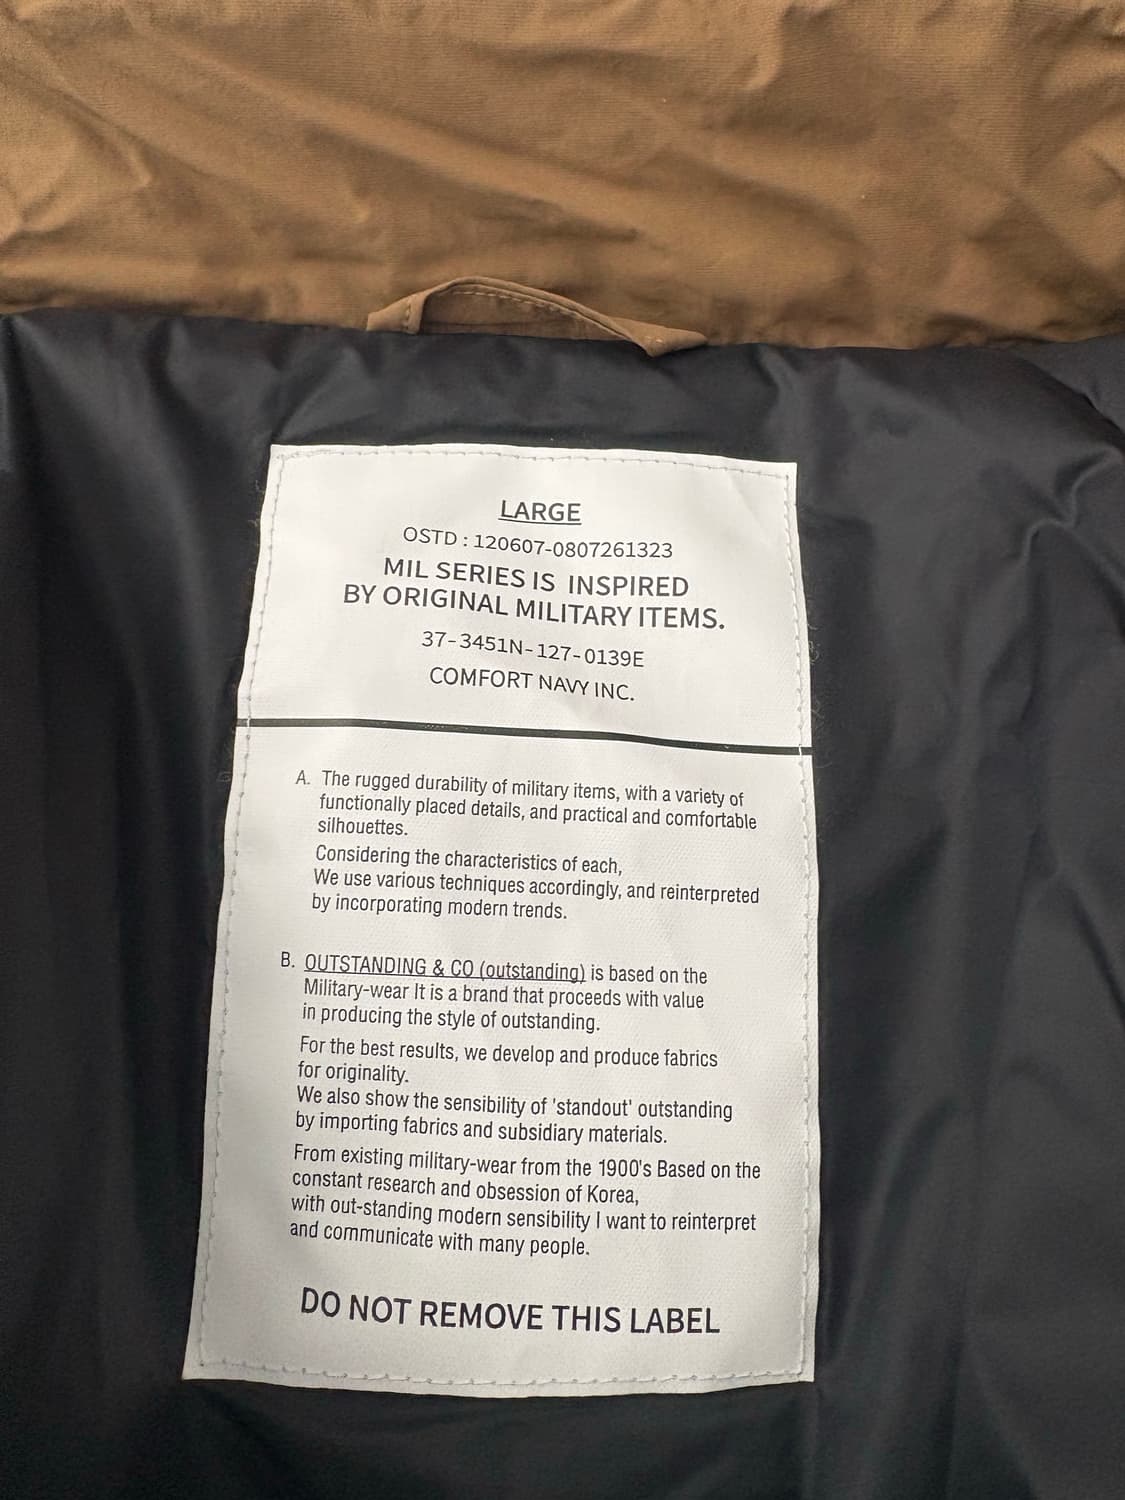 LARGE
OSTD : 120607-0807261323
MIL SERIES IS INSPIRED
BY ORIGINAL MILITARY ITEMS.
37-3451N-127-0139E
COMFORT NAVY INC.
A. The rugged durability of military items, with a variety of
functionally placed details, and practical and comfortable
silhouettes.
Considering the characteristics of each,
We use various techniques accordingly, and reinterpreted
by incorporating modern trends.
B. OUTSTANDING & CO (outstanding) is based on the
Military-wear It is a brand that proceeds with value
in producing the style of outstanding.
For the best results, we develop and produce fabrics
for originality.
We also show the sensibility of 'standout' outstanding
by importing fabrics and subsidiary materials.
From existing military-wear from the 1900's Based on the
constant research and obsession of Korea,
with out-standing modern sensibility I want to reinterpret
and communicate with many people.
DO NOT REMOVE THIS LABEL